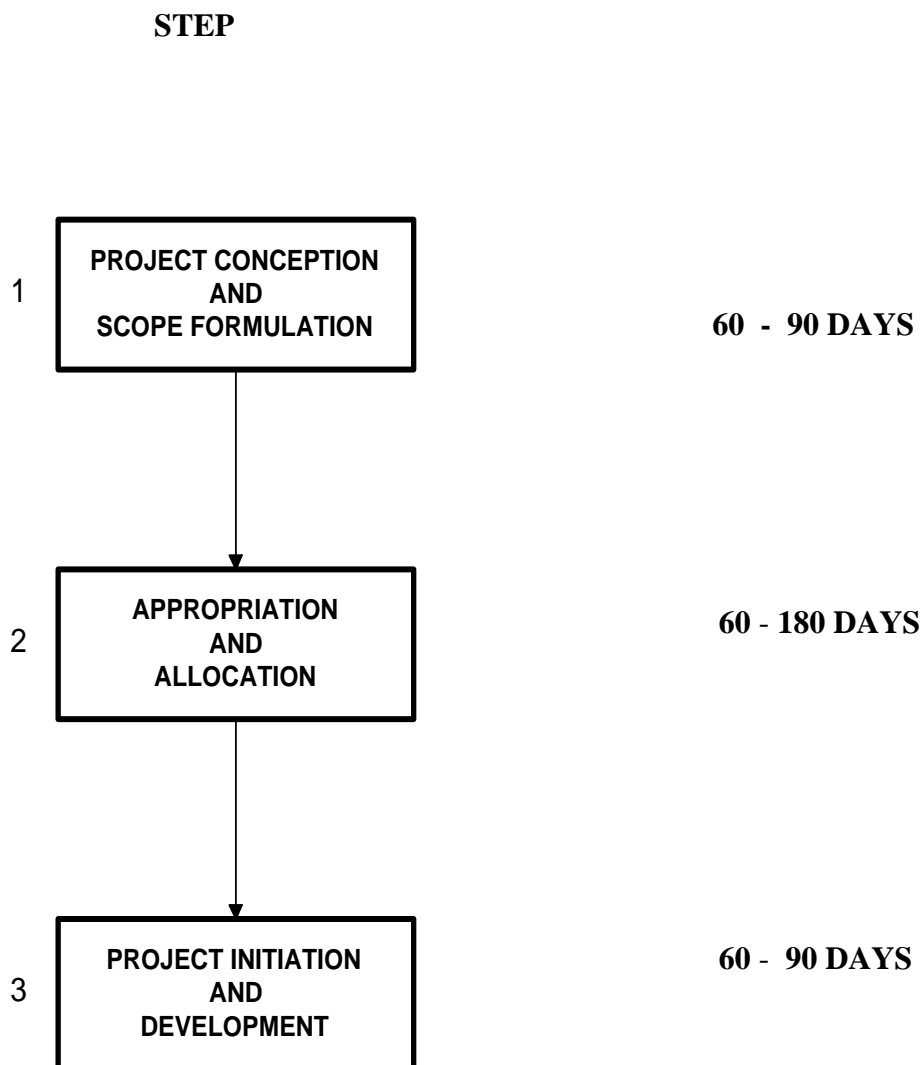 STEP
1
PROJECT CONCEPTION
AND
SCOPE FORMULATION
60 - 90 DAYS
2
APPROPRIATION
AND
ALLOCATION
60 - 180 DAYS
3
PROJECT INITIATION
AND
DEVELOPMENT
60 - 90 DAYS